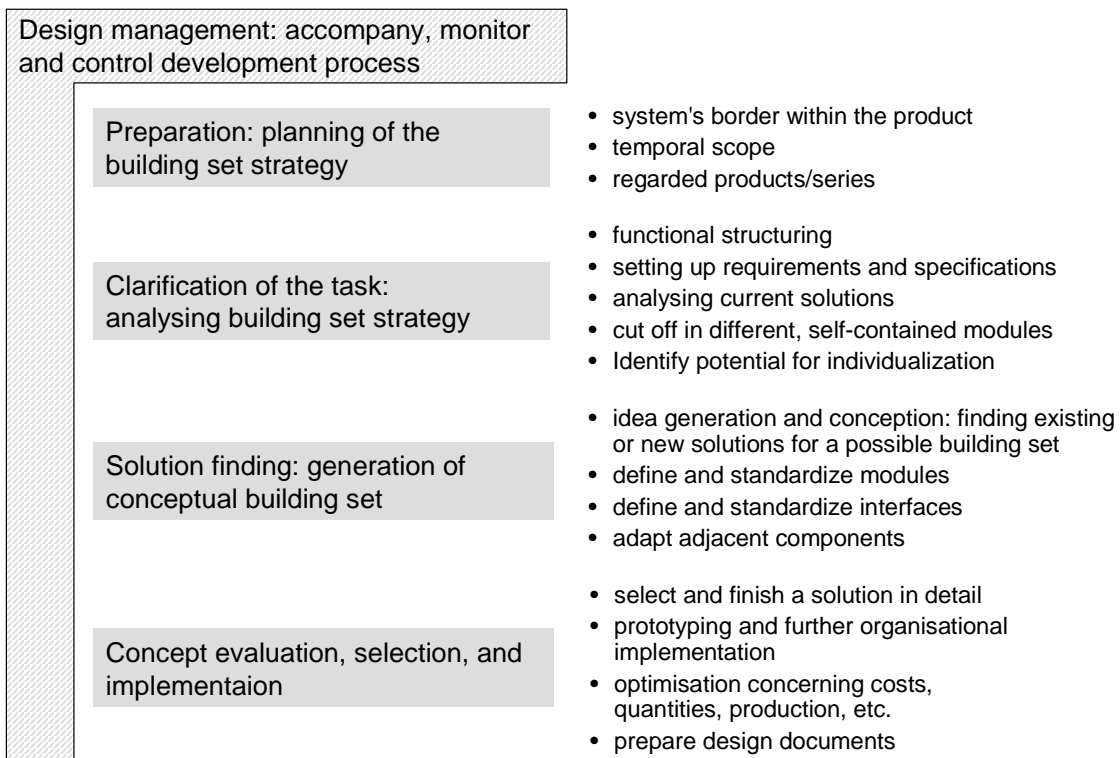 Design management: accompany, monitor
and control development process
Preparation: planning of the
building set strategy
• system's border within the product
• temporal scope
• regarded products/series
Clarification of the task:
analysing building set strategy
• functional structuring
• setting up requirements and specifications
• analysing current solutions
• cut off in different, self-contained modules
• Identify potential for individualization
Solution finding: generation of
conceptual building set
• idea generation and conception: finding existing
or new solutions for a possible building set
• define and standardize modules
• define and standardize interfaces
• adapt adjacent components
Concept evaluation, selection, and
implementaion
• select and finish a solution in detail
• prototyping and further organisational
implementation
• optimisation concerning costs,
quantities, production, etc.
• prepare design documents